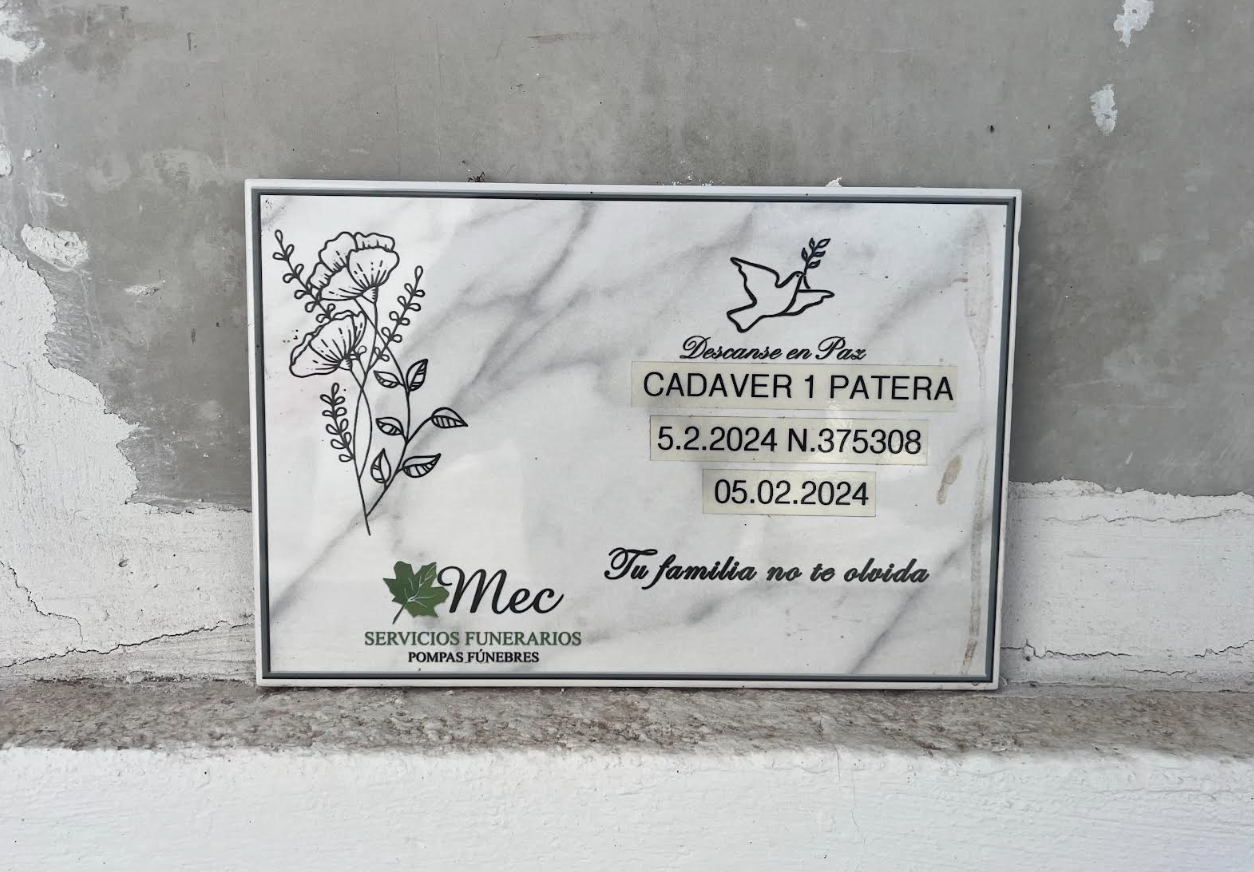 Descanse en Paz
CADAVER 1 PATERA
5.2.2024 N.375308
05.02.2024
Tu familia no te olvida
Mec
SERVICIOS FUNERARIOS
POMPAS FÚNEBRES